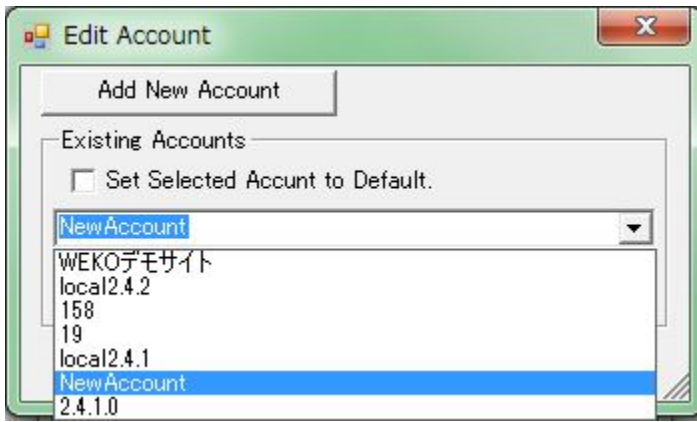 Edit Account
Add New Account
Existing Accounts
Set Selected Accunt to Default.
NewAccount
WEKOデモサイト
local2.4.2
158
19
local2.4.1
NewAccount
2.4.1.0